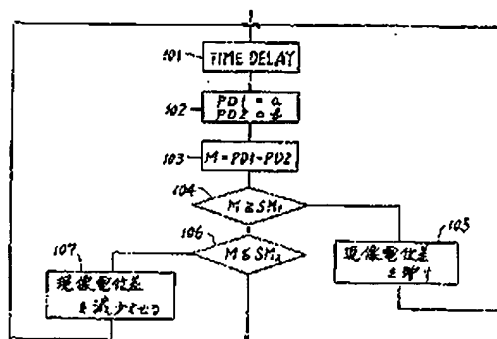 101
TIME DELAY
102
PD1 = a
PD2 = b
103
M = PD1-PD2
104
M ≧ SM₁
105
現像電位差
を増す
106
M ≦ SM₂
107
現像電位差
を減少させる